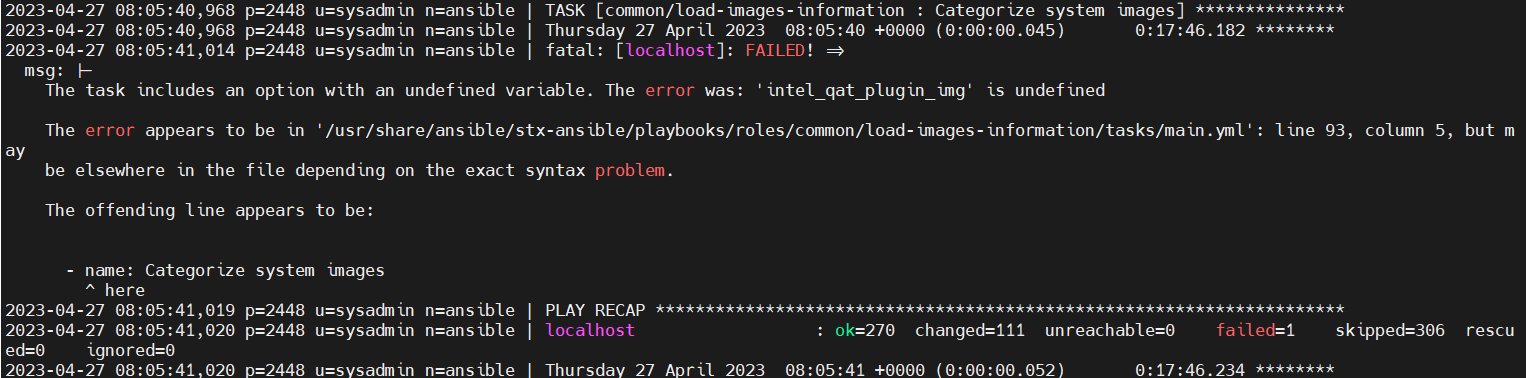 2023-04-27 08:05:40,968 p=2448 u=sysadmin n=ansible | TASK [common/load-images-information : Categorize system images] ***************
2023-04-27 08:05:40,968 p=2448 u=sysadmin n=ansible | Thursday 27 April 2023  08:05:40 +0000 (0:00:00.045)       0:17:46.182 ********
2023-04-27 08:05:41,014 p=2448 u=sysadmin n=ansible | fatal: [localhost]: FAILED! =>
  msg: |-
    The task includes an option with an undefined variable. The error was: 'intel_qat_plugin_img' is undefined
    The error appears to be in '/usr/share/ansible/stx-ansible/playbooks/roles/common/load-images-information/tasks/main.yml': line 93, column 5, but m
ay
    be elsewhere in the file depending on the exact syntax problem.
    The offending line appears to be:
      - name: Categorize system images
        ^ here
2023-04-27 08:05:41,019 p=2448 u=sysadmin n=ansible | PLAY RECAP *********************************************************************
2023-04-27 08:05:41,020 p=2448 u=sysadmin n=ansible | localhost                  : ok=270  changed=111  unreachable=0    failed=1    skipped=306  rescu
ed=0    ignored=0
2023-04-27 08:05:41,020 p=2448 u=sysadmin n=ansible | Thursday 27 April 2023  08:05:41 +0000 (0:00:00.052)       0:17:46.234 ********